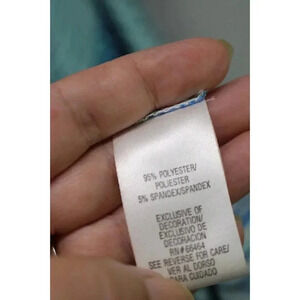 95% POLYESTER/
POLIESTER
5% SPANDEX/SPANDEX
EXCLUSIVE OF
DECORATION/
EXCLUSIVO DE
DECORACION
RN#66464
SEE REVERSE FOR CARE/
VER AL DORSO
PARA CUIDADO